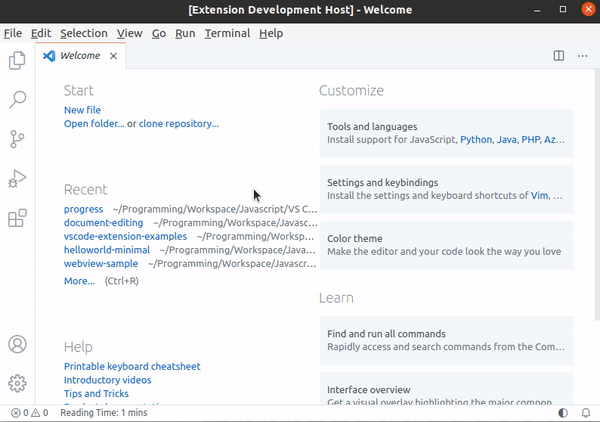 [Extension Development Host] - Welcome
File Edit Selection View Go Run Terminal Help
Welcome
Start
New file
Open folder... or clone repository...
Recent
progress ~/Programming/Workspace/Javascript/VS C...
document-editing ~/Programming/Workspace/Javasc...
vscode-extension-examples ~/Programming/Worksp...
helloworld-minimal ~/Programming/Workspace/Java...
webview-sample ~/Programming/Workspace/Javascr...
More... (Ctrl+R)
Help
Printable keyboard cheatsheet
Introductory videos
Tips and Tricks
Customize
Tools and languages
Install support for JavaScript, Python, Java, PHP, Az...
Settings and keybindings
Install the settings and keyboard shortcuts of Vim, ...
Color theme
Make the editor and your code look the way you love
Learn
Find and run all commands
Rapidly access and search commands from the Com...
Interface overview
Get a visual overlay highlighting the major compon...
0 0 Reading Time: 1 mins